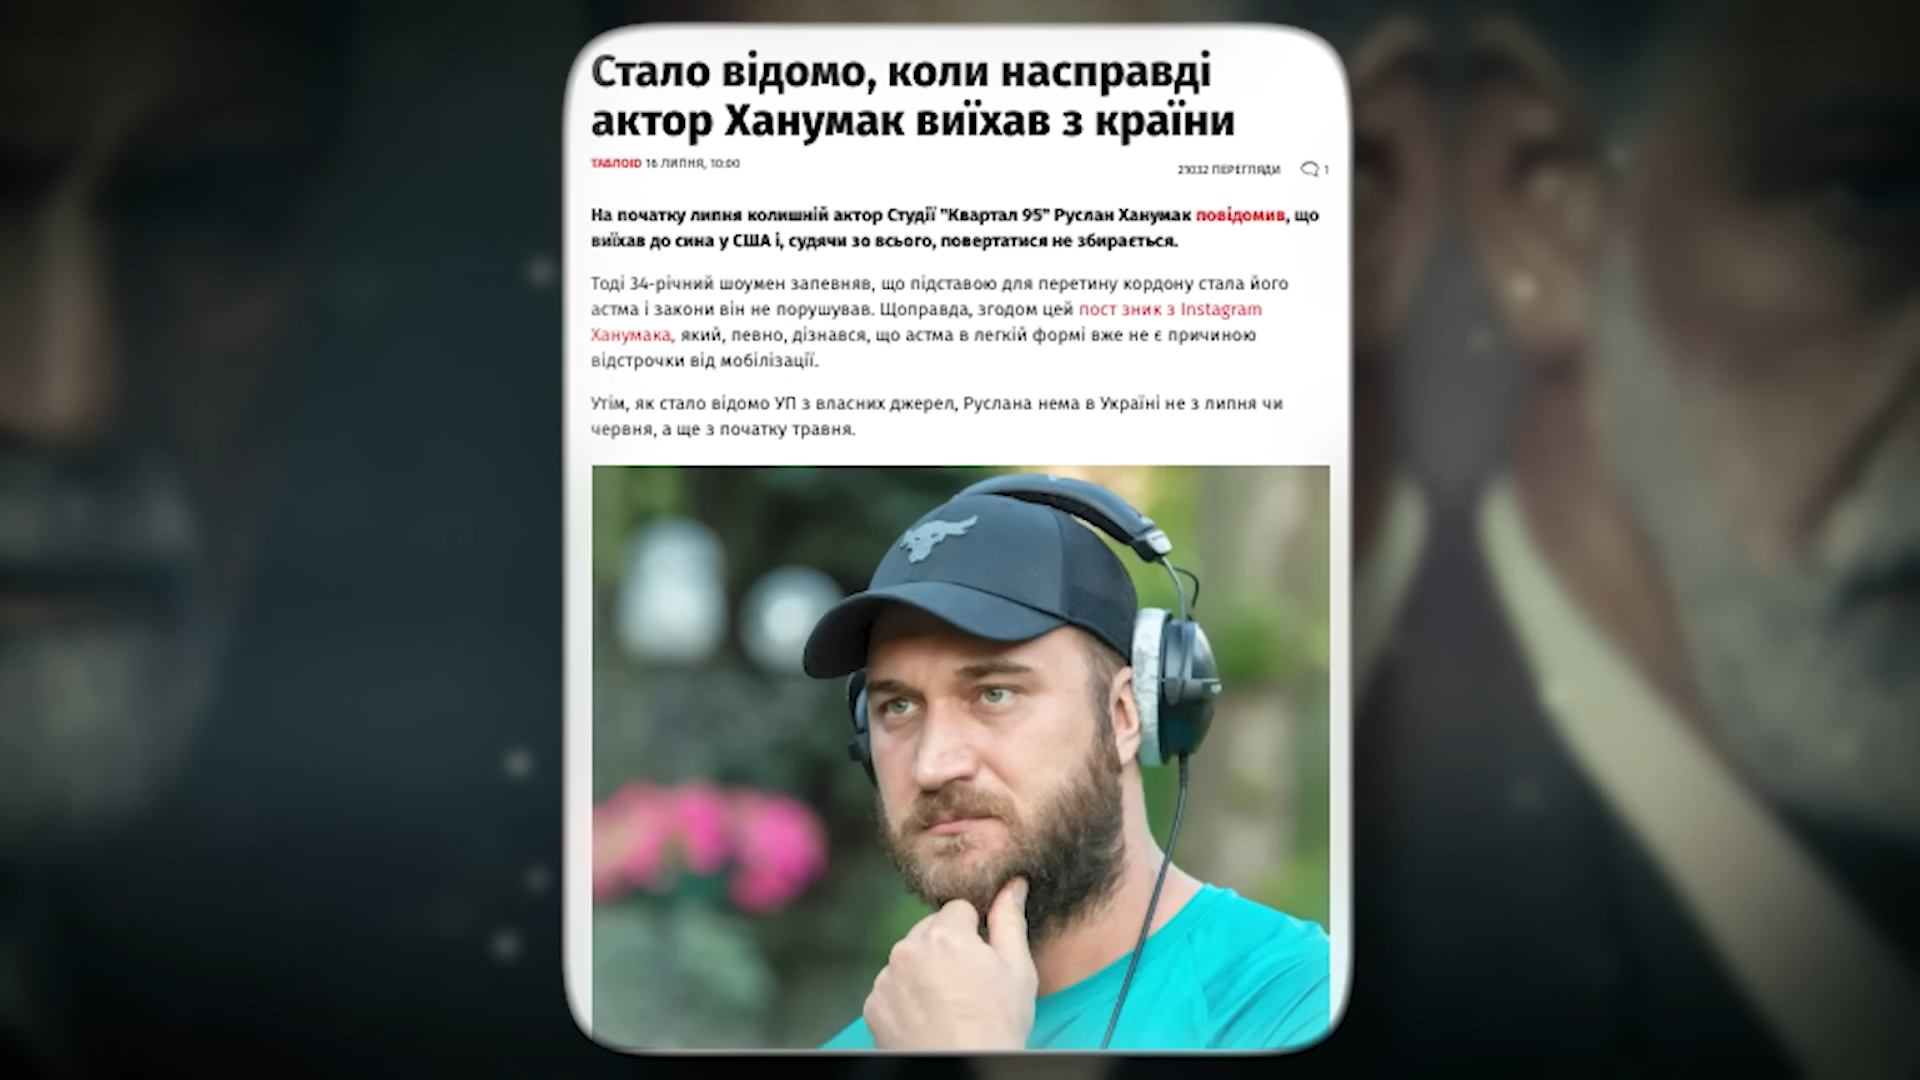 Стало відомо, коли насправді
актор Ханумак виїхав з країни
ТАБЛОІD 16 ЛИПНЯ, 10:00
21032 ПЕРЕГЛЯДИ 1
На початку липня колишній актор Студії "Квартал 95" Руслан Ханумак повідомив, що
виїхав до сина у США і, судячи зо всього, повертатися не збирається.
Тоді 34-річний шоумен запевняв, що підставою для перетину кордону стала його
астма і закони він не порушував. Щоправда, згодом цей пост зник з Instagram
Ханумака, який, певно, дізнався, що астма в легкій формі вже не є причиною
відстрочки від мобілізації.
Утім, як стало відомо УП з власних джерел, Руслана нема в Україні не з липня чи
червня, а ще з початку травня.